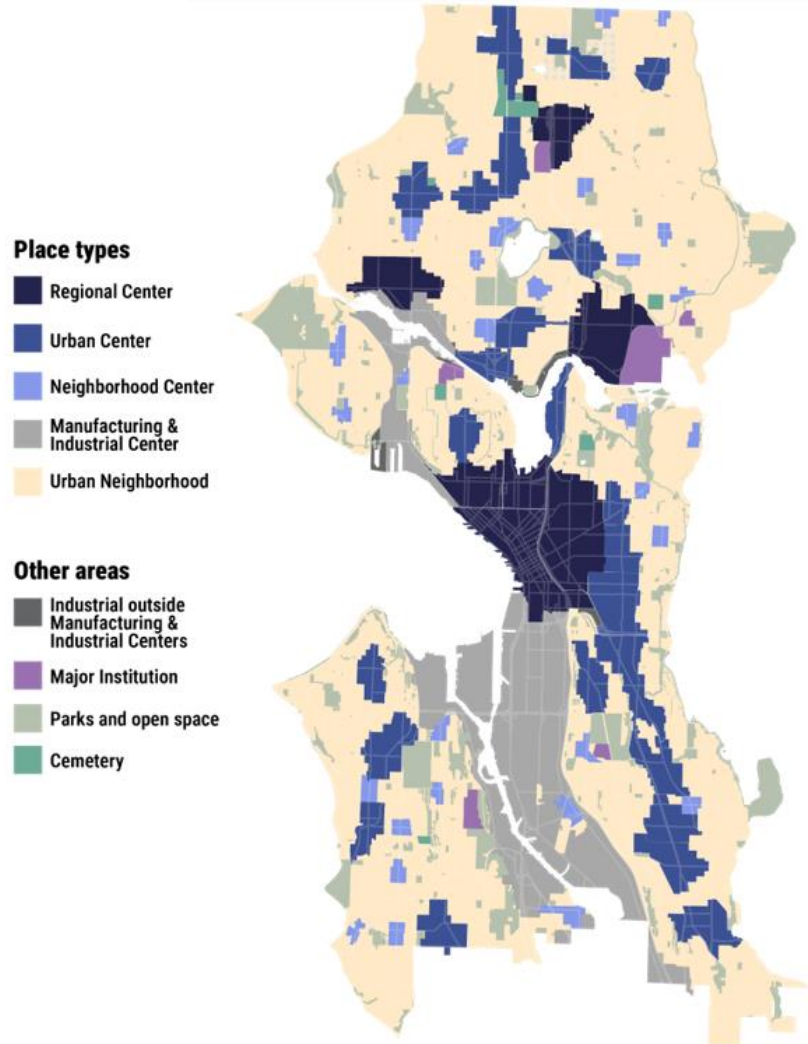 Place types
Regional Center
Urban Center
Neighborhood Center
Manufacturing &
Industrial Center
Urban Neighborhood
Other areas
Industrial outside
Manufacturing &
Industrial Centers
Major Institution
Parks and open space
Cemetery